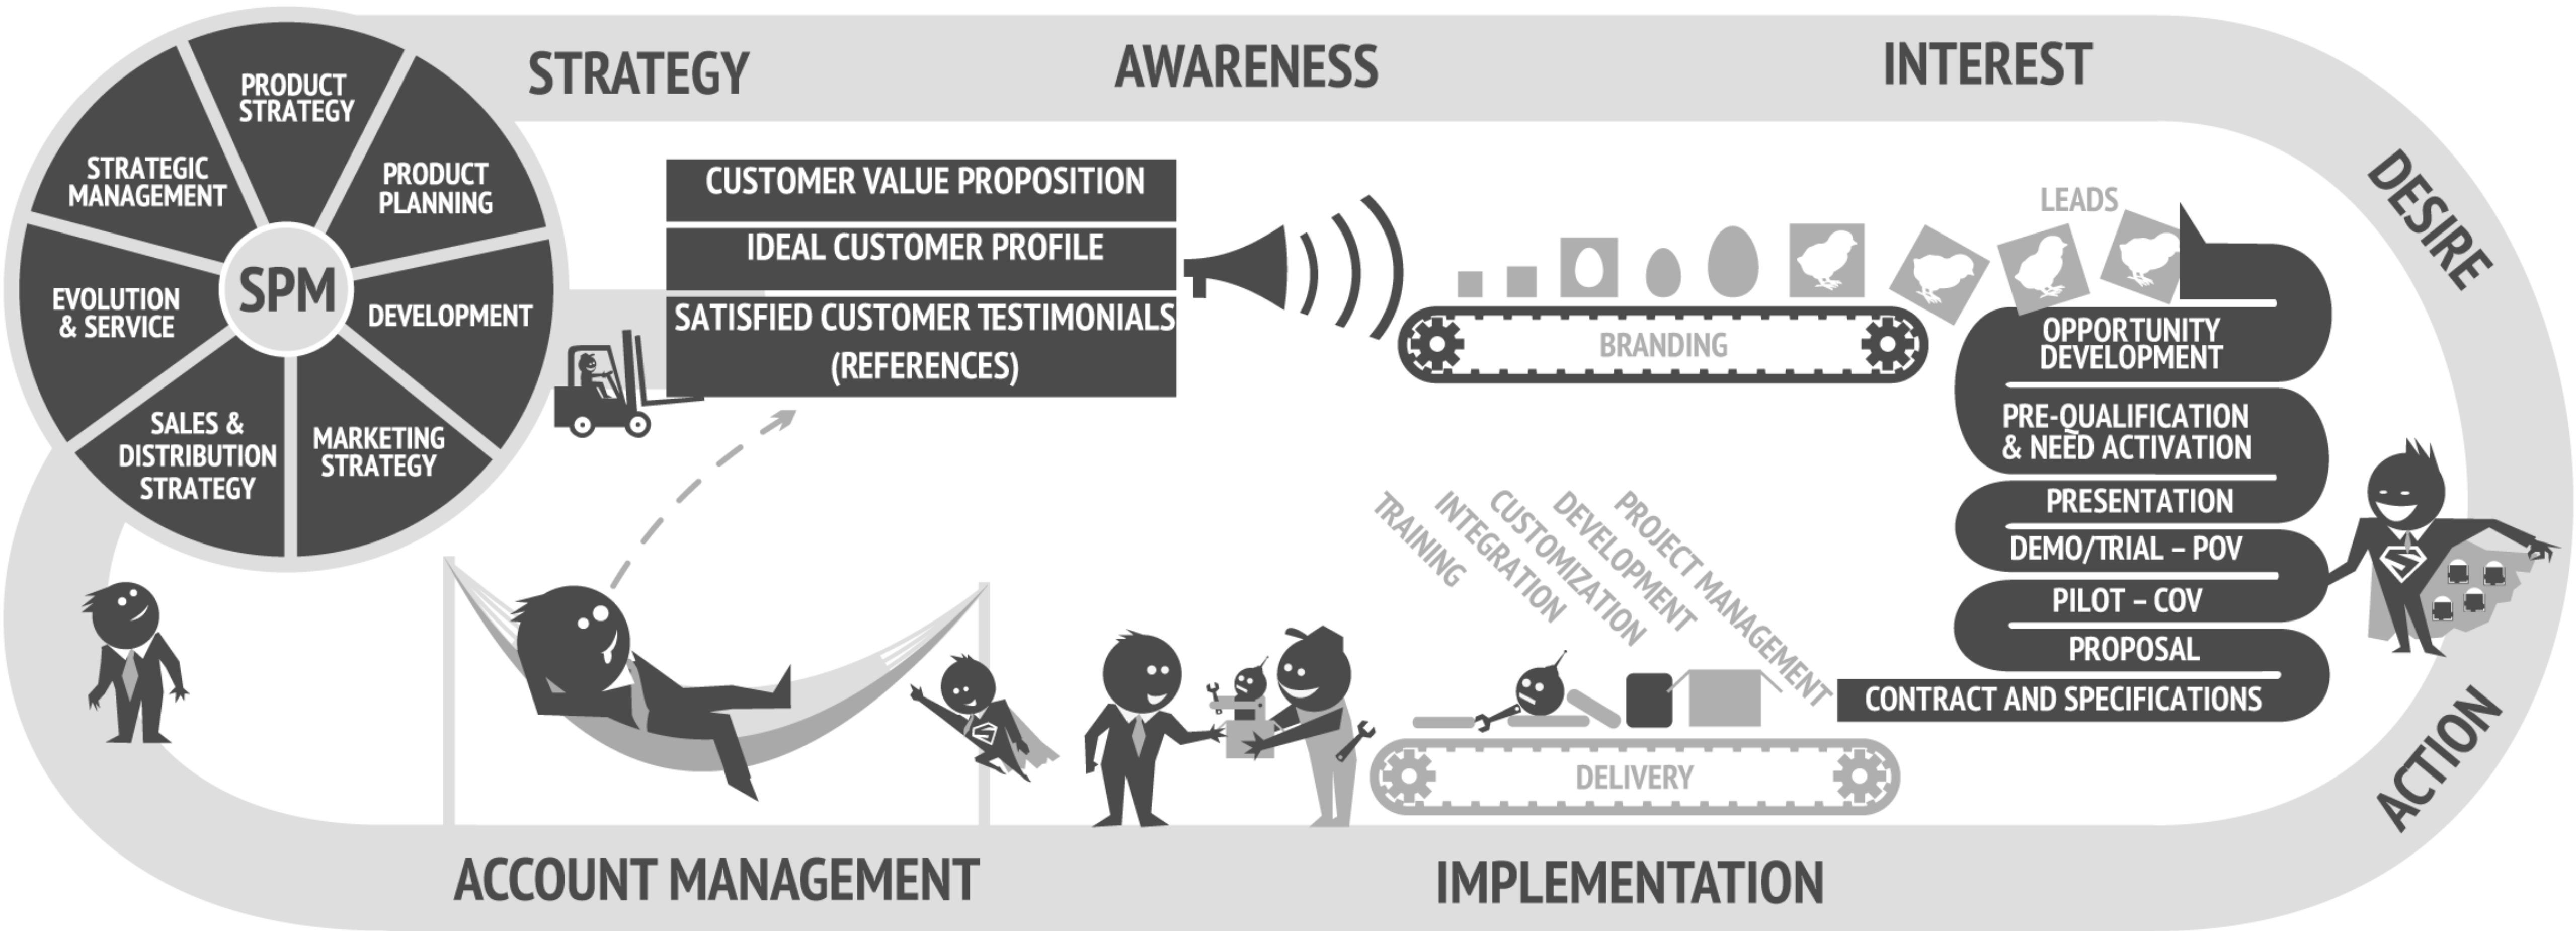 STRATEGY
AWARENESS
INTEREST
DESIRE
ACTION
IMPLEMENTATION
ACCOUNT MANAGEMENT
SPM
PRODUCT
STRATEGY
PRODUCT
PLANNING
DEVELOPMENT
MARKETING
STRATEGY
SALES &
DISTRIBUTION
STRATEGY
EVOLUTION
& SERVICE
STRATEGIC
MANAGEMENT
CUSTOMER VALUE PROPOSITION
IDEAL CUSTOMER PROFILE
SATISFIED CUSTOMER TESTIMONIALS
(REFERENCES)
BRANDING
LEADS
OPPORTUNITY
DEVELOPMENT
PRE-QUALIFICATION
& NEED ACTIVATION
PRESENTATION
DEMO/TRIAL – POV
PILOT – COV
PROPOSAL
CONTRACT AND SPECIFICATIONS
TRAINING
INTEGRATION
CUSTOMIZATION
DEVELOPMENT
PROJECT MANAGEMENT
DELIVERY